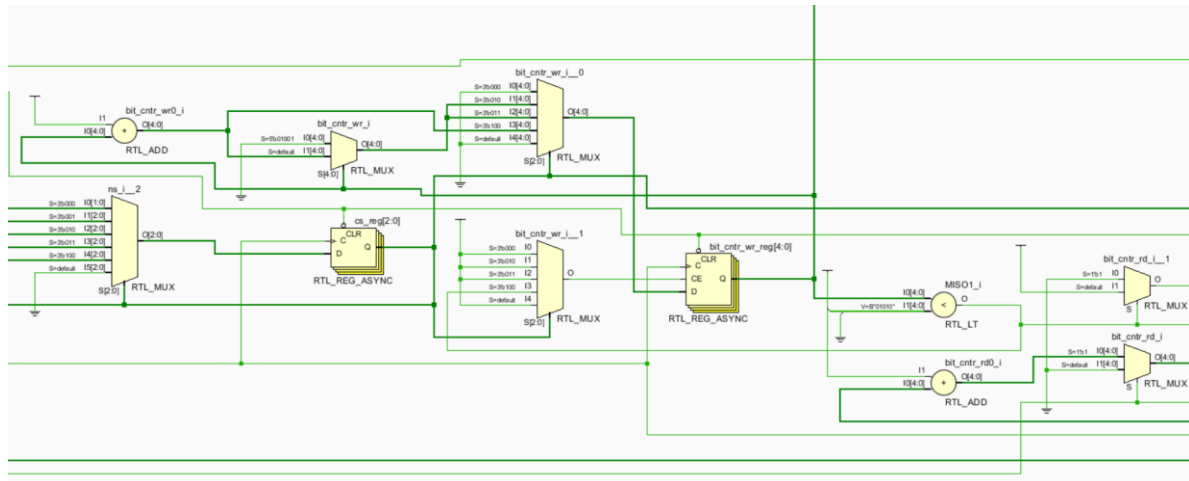 bit_cntr_wr0_i
I1
I0[4:0]
+
O[4:0]
RTL_ADD
bit_cntr_wr_i
S=5'b01001 I0[4:0]
S=default I1[4:0]
O[4:0]
S[4:0]
RTL_MUX
bit_cntr_wr_i__0
S=3'b000 I0[4:0]
S=3'b010 I1[4:0]
S=3'b011 I2[4:0]
S=3'b100 I3[4:0]
S=default I4[4:0]
O[4:0]
S[2:0]
RTL_MUX
ns_i__2
S=3'b000 I0[1:0]
S=3'b001 I1[2:0]
S=3'b010 I2[2:0]
S=3'b011 I3[2:0]
S=3'b100 I4[2:0]
S=default I5[2:0]
O[2:0]
S[2:0]
RTL_MUX
cs_reg[2:0]
CLR
C
D
Q
RTL_REG_ASYNC
bit_cntr_wr_i__1
S=3'b000 I0
S=3'b010 I1
S=3'b011 I2
S=3'b100 I3
S=default I4
O
S[2:0]
RTL_MUX
bit_cntr_wr_reg[4:0]
CLR
C
CE
D
Q
RTL_REG_ASYNC
MISO1_i
I0[4:0]
V=B"01010" I1[4:0]
<
O
RTL_LT
bit_cntr_rd_i__1
S=1'b1 I0
S=default I1
O
S
RTL_MUX
bit_cntr_rd0_i
I1
I0[4:0]
+
O[4:0]
RTL_ADD
bit_cntr_rd_i
S=1'b1 I0[4:0]
S=default I1[4:0]
O[4:0]
S
RTL_MUX